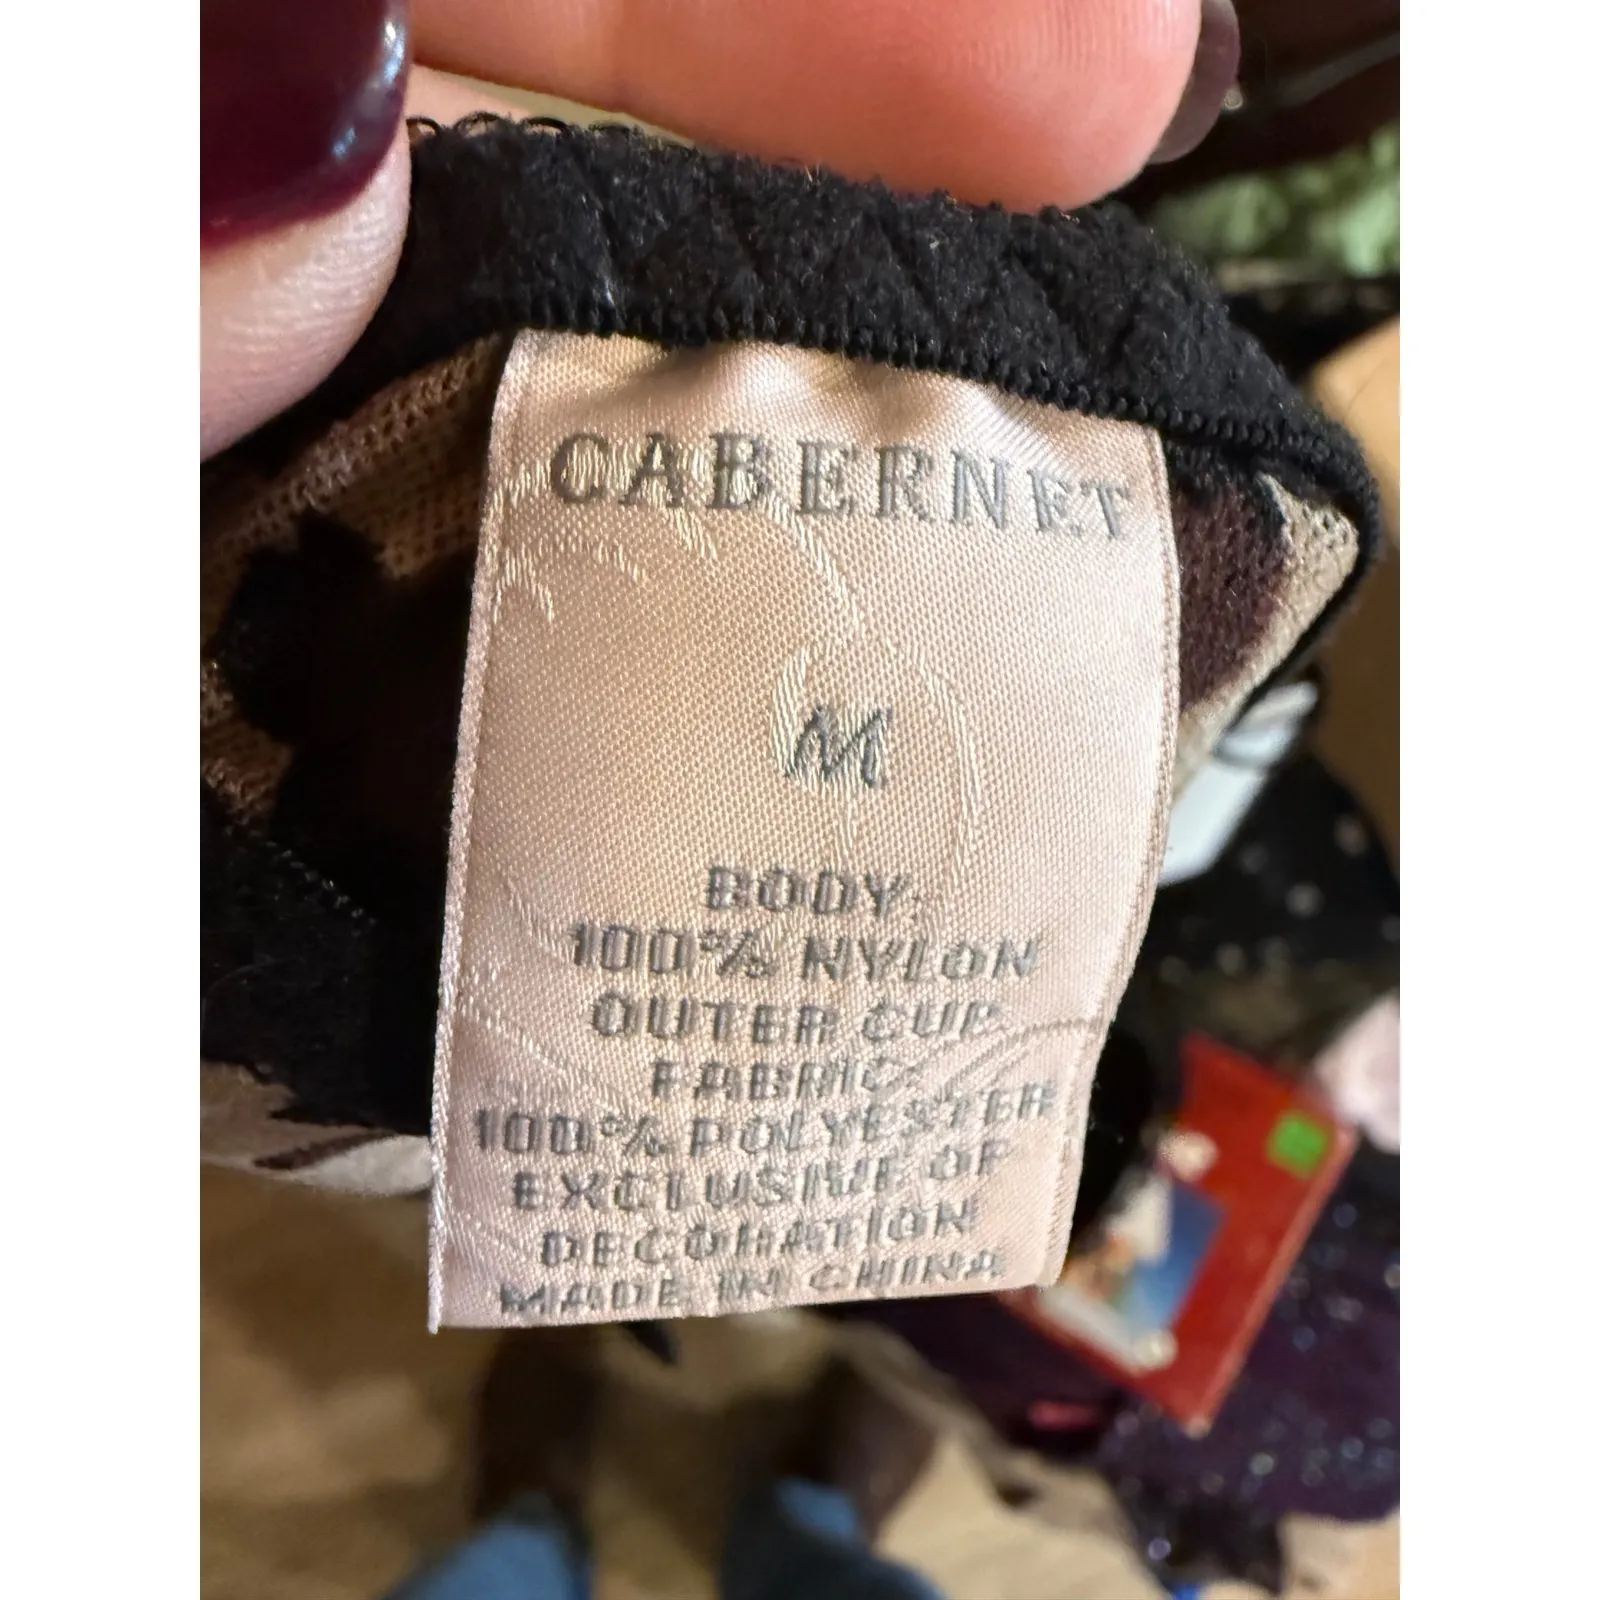 CABERNET
M
BODY:
100% NYLON
OUTER CUP
FABRIC:
100% POLYESTER
EXCLUSIVE OF
DECORATION
MADE IN CHINA